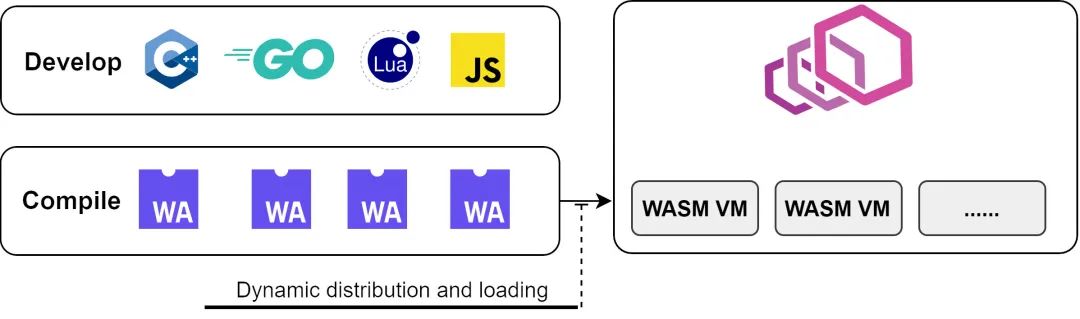 Develop
C++
GO
Lua
JS
Compile
WA
WA
WA
WA
WASM VM
WASM VM
......
Dynamic distribution and loading